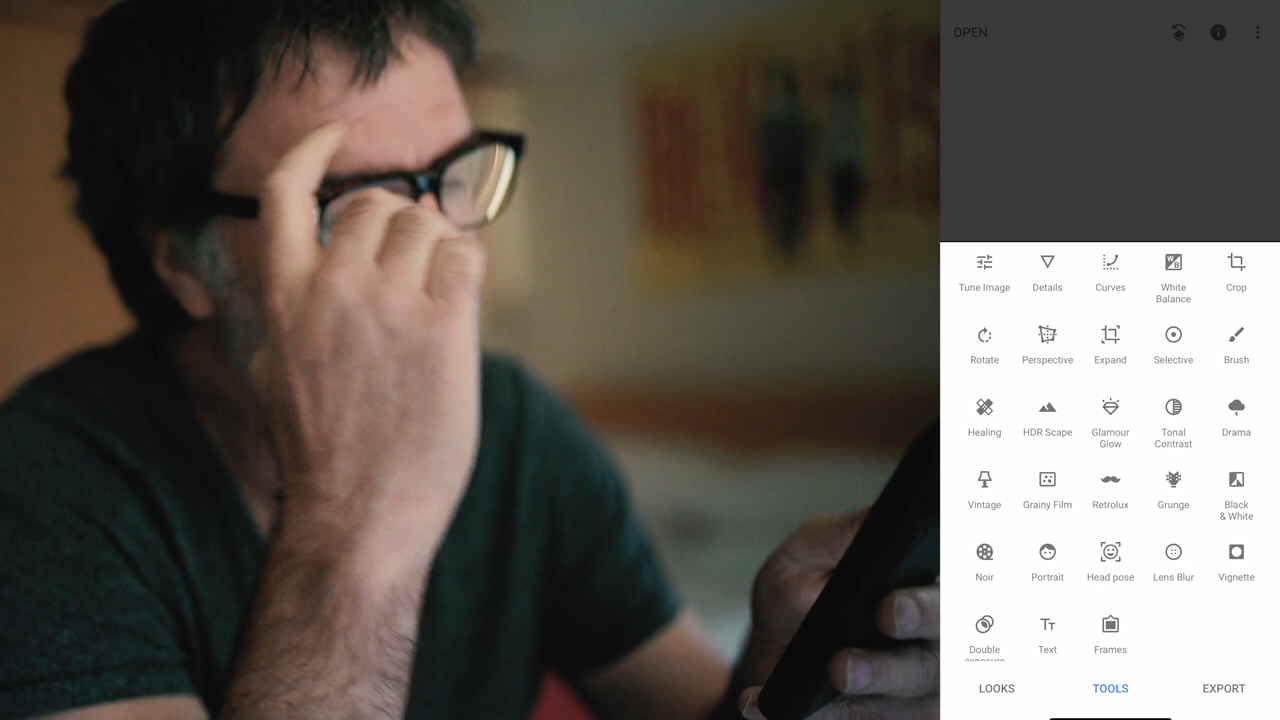 OPEN
Tune Image
Details
Curves
White
Balance
Crop
Rotate
Perspective
Expand
Selective
Brush
Healing
HDR Scape
Glamour
Glow
Tonal
Contrast
Drama
Vintage
Grainy Film
Retrolux
Grunge
Black
& White
Noir
Portrait
Head pose
Lens Blur
Vignette
Double
exposure
Text
Frames
LOOKS
TOOLS
EXPORT